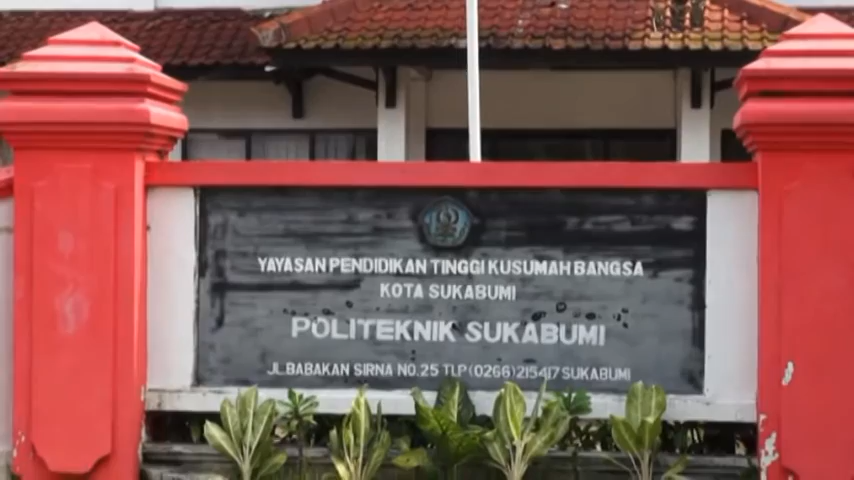 YAYASAN PENDIDIKAN TINGGI KUSUMAH BANGSA
KOTA SUKABUMI
POLITEKNIK SUKABUMI
JL.BABAKAN SIRNA NO.25 TLP(0266)215417 SUKABUMI